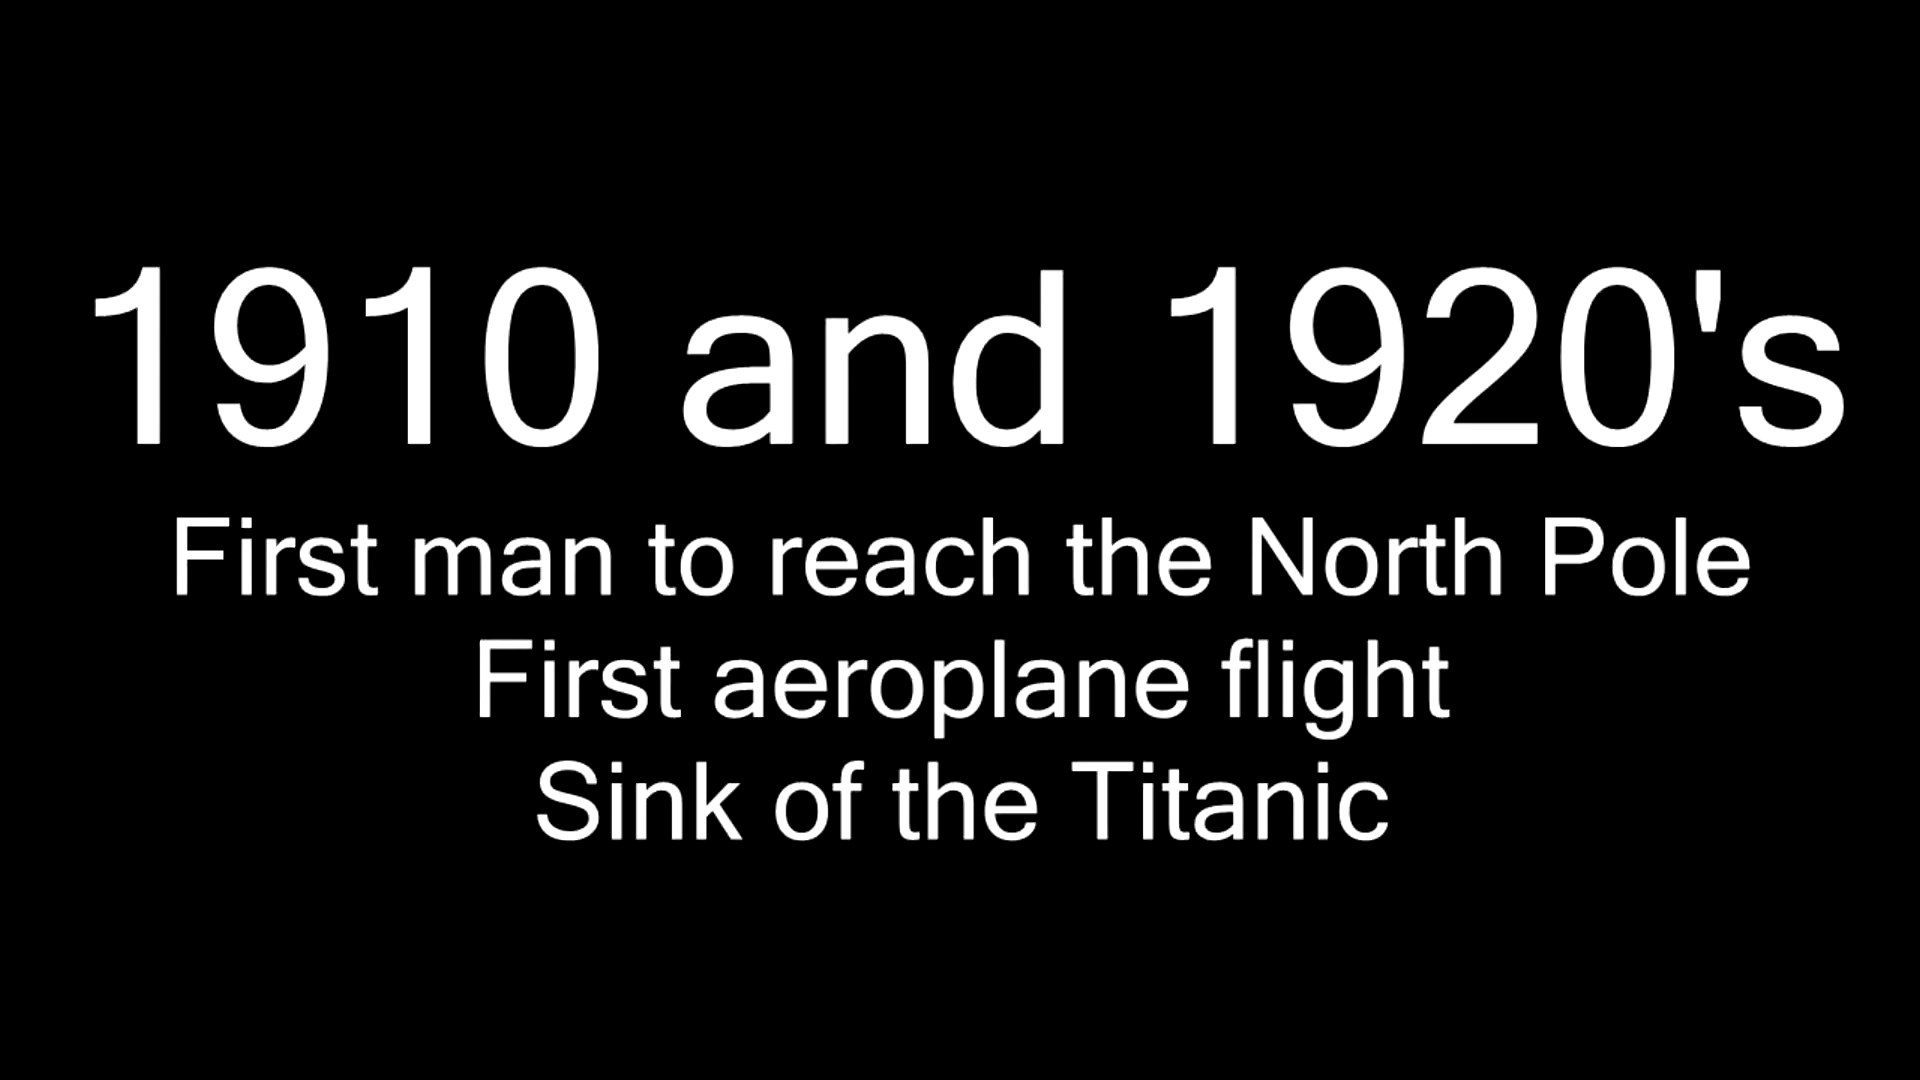 1910 and 1920's
First man to reach the North Pole
First aeroplane flight
Sink of the Titanic